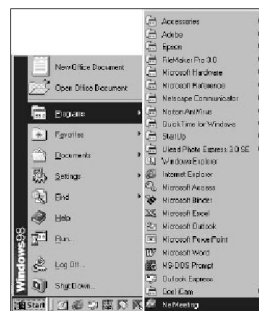 New Office Document
Open Office Document
Programs
Favorites
Documents
Settings
Find
Help
Run...
Log Off...
Shut Down...
Windows98
Start
Accessories
Adobe
Epson
FileMaker Pro 3.0
Microsoft Hardware
Microsoft Reference
Netscape Communicator
Norton AntiVirus
QuickTime for Windows
StartUp
Ulead Photo Express 3.0 SE
Windows Explorer
Internet Explorer
Microsoft Access
Microsoft Binder
Microsoft Excel
Microsoft Outlook
Microsoft PowerPoint
Microsoft Word
MS-DOS Prompt
Outlook Express
NetMeeting